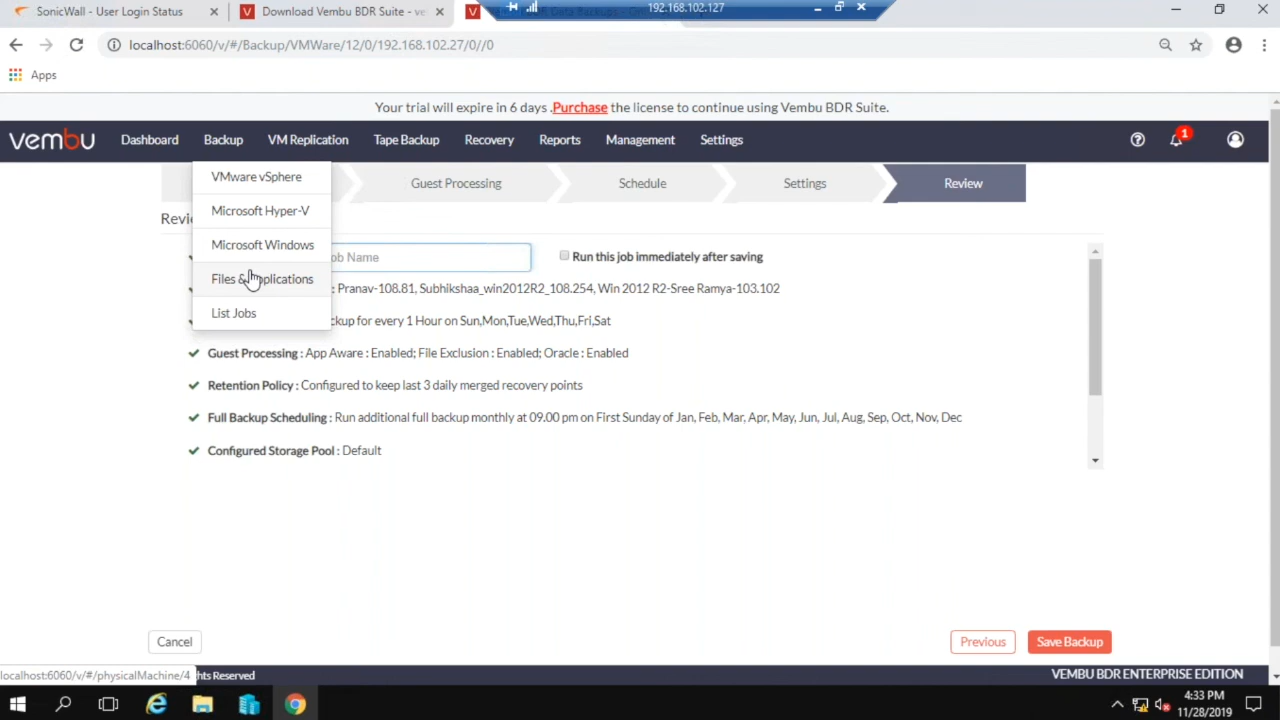 192.168.102.127
SonicWall - User Login Status
Download Vembu BDR Suite - ve
localhost:6060/v/#/Backup/VMWare/12/0/192.168.102.27/0//0
Apps
Your trial will expire in 6 days .Purchase the license to continue using Vembu BDR Suite.
vembu Dashboard Backup VM Replication Tape Backup Recovery Reports Management Settings 1
VMware vSphere
Microsoft Hyper-V
Microsoft Windows
Files & Applications
List Jobs
Guest Processing Schedule Settings Review
Revi
ob Name
Run this job immediately after saving
: Pranav-108.81, Subhikshaa_win2012R2_108.254, Win 2012 R2-Sree Ramya-103.102
ckup for every 1 Hour on Sun,Mon,Tue,Wed,Thu,Fri,Sat
Guest Processing : App Aware : Enabled; File Exclusion : Enabled; Oracle : Enabled
Retention Policy : Configured to keep last 3 daily merged recovery points
Full Backup Scheduling : Run additional full backup monthly at 09.00 pm on First Sunday of Jan, Feb, Mar, Apr, May, Jun, Jul, Aug, Sep, Oct, Nov, Dec
Configured Storage Pool : Default
Cancel Previous Save Backup
localhost:6060/v/#/physicalMachine/4
hts Reserved
VEMBU BDR ENTERPRISE EDITION
4:33 PM
11/28/2019